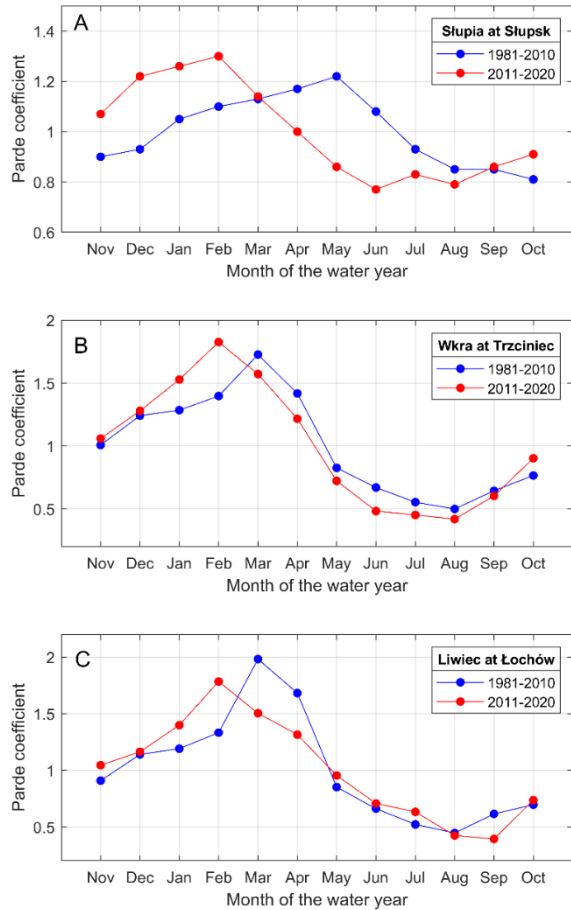 A
Słupia at Słupsk
1981-2010
2011-2020
1.4
1.2
1
0.8
0.6
Parde coefficient
Nov Dec Jan Feb Mar Apr May Jun Jul Aug Sep Oct
Month of the water year
B
Wkra at Trzciniec
1981-2010
2011-2020
2
1.5
1
0.5
Parde coefficient
Nov Dec Jan Feb Mar Apr May Jun Jul Aug Sep Oct
Month of the water year
C
Liwiec at Łochów
1981-2010
2011-2020
2
1.5
1
0.5
Parde coefficient
Nov Dec Jan Feb Mar Apr May Jun Jul Aug Sep Oct
Month of the water year